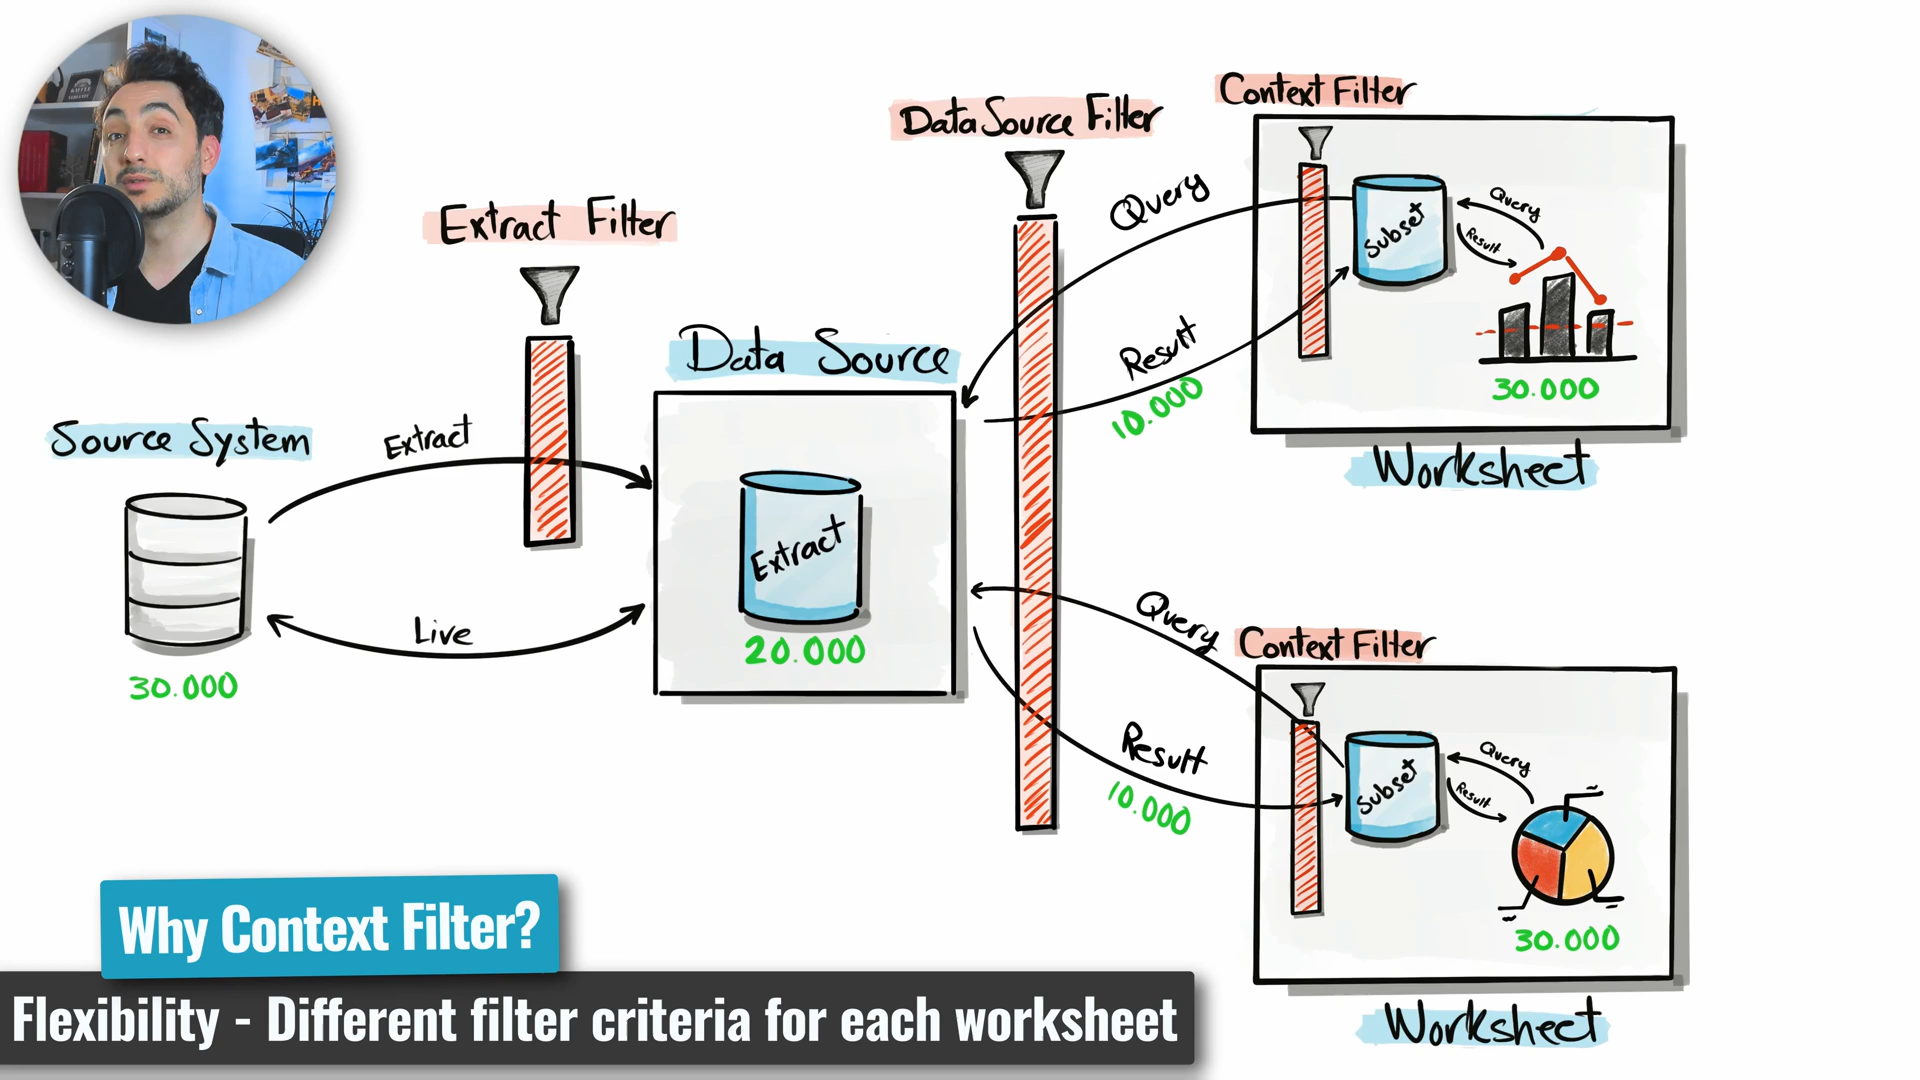 Context Filter
Data Source Filter
Query
Subset
Query
Result
Extract Filter
Result
10.000
30.000
Data Source
Worksheet
Source System
Extract
Extract
20.000
Live
30.000
Query
Context Filter
Subset
Query
Result
Result
10.000
30.000
Worksheet
Why Context Filter?
Flexibility - Different filter criteria for each worksheet